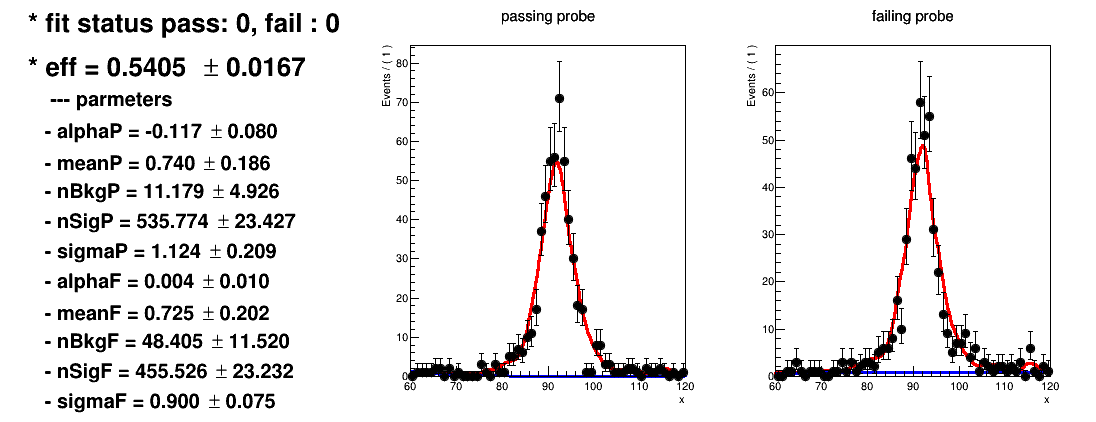 * fit status pass: 0, fail : 0
* eff = 0.5405 ± 0.0167
--- parmeters
- alphaP = -0.117 ± 0.080
- meanP = 0.740 ± 0.186
- nBkgP = 11.179 ± 4.926
- nSigP = 535.774 ± 23.427
- sigmaP = 1.124 ± 0.209
- alphaF = 0.004 ± 0.010
- meanF = 0.725 ± 0.202
- nBkgF = 48.405 ± 11.520
- nSigF = 455.526 ± 23.232
- sigmaF = 0.900 ± 0.075
passing probe
Events / ( 1 )
80
70
60
50
40
30
20
10
0
60 70 80 90 100 110 120
x
failing probe
Events / ( 1 )
60
50
40
30
20
10
0
60 70 80 90 100 110 120
x